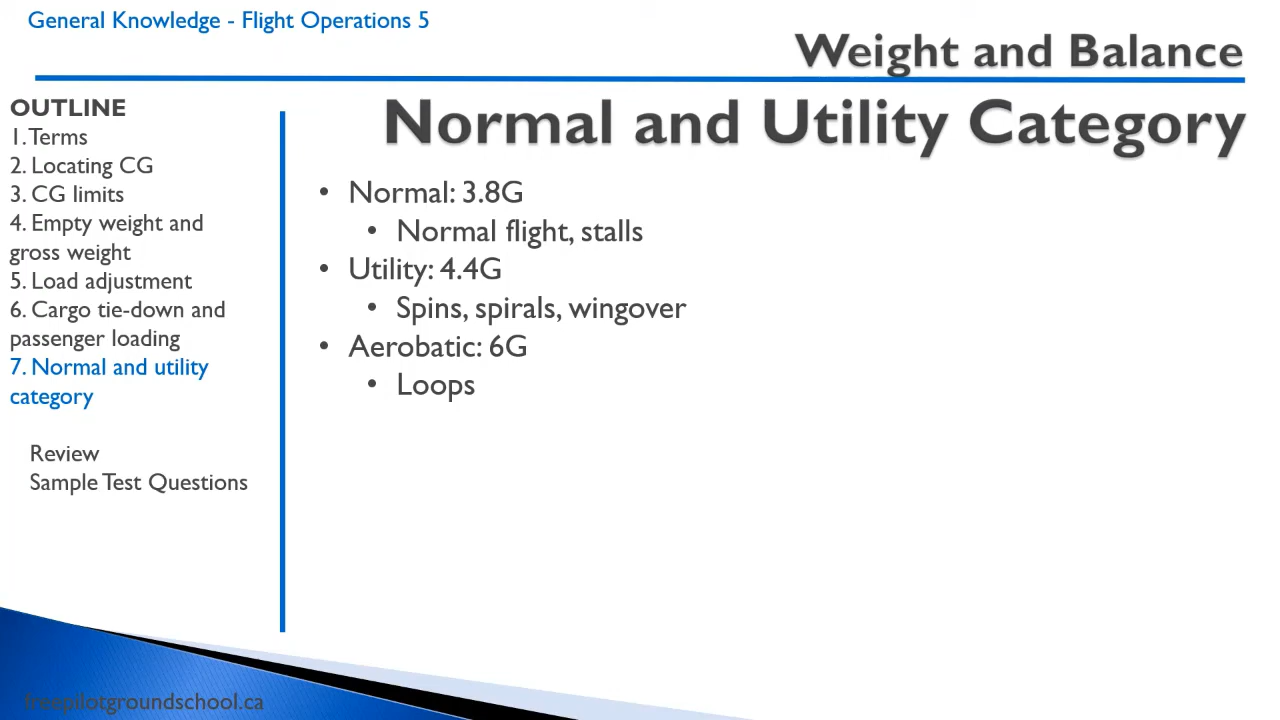 General Knowledge - Flight Operations 5
Weight and Balance
OUTLINE
1. Terms
2. Locating CG
3. CG limits
4. Empty weight and
gross weight
5. Load adjustment
6. Cargo tie-down and
passenger loading
7. Normal and utility
category
Review
Sample Test Questions
Normal and Utility Category
• Normal: 3.8G
• Normal flight, stalls
• Utility: 4.4G
• Spins, spirals, wingover
• Aerobatic: 6G
• Loops
freepilotgroundschool.ca